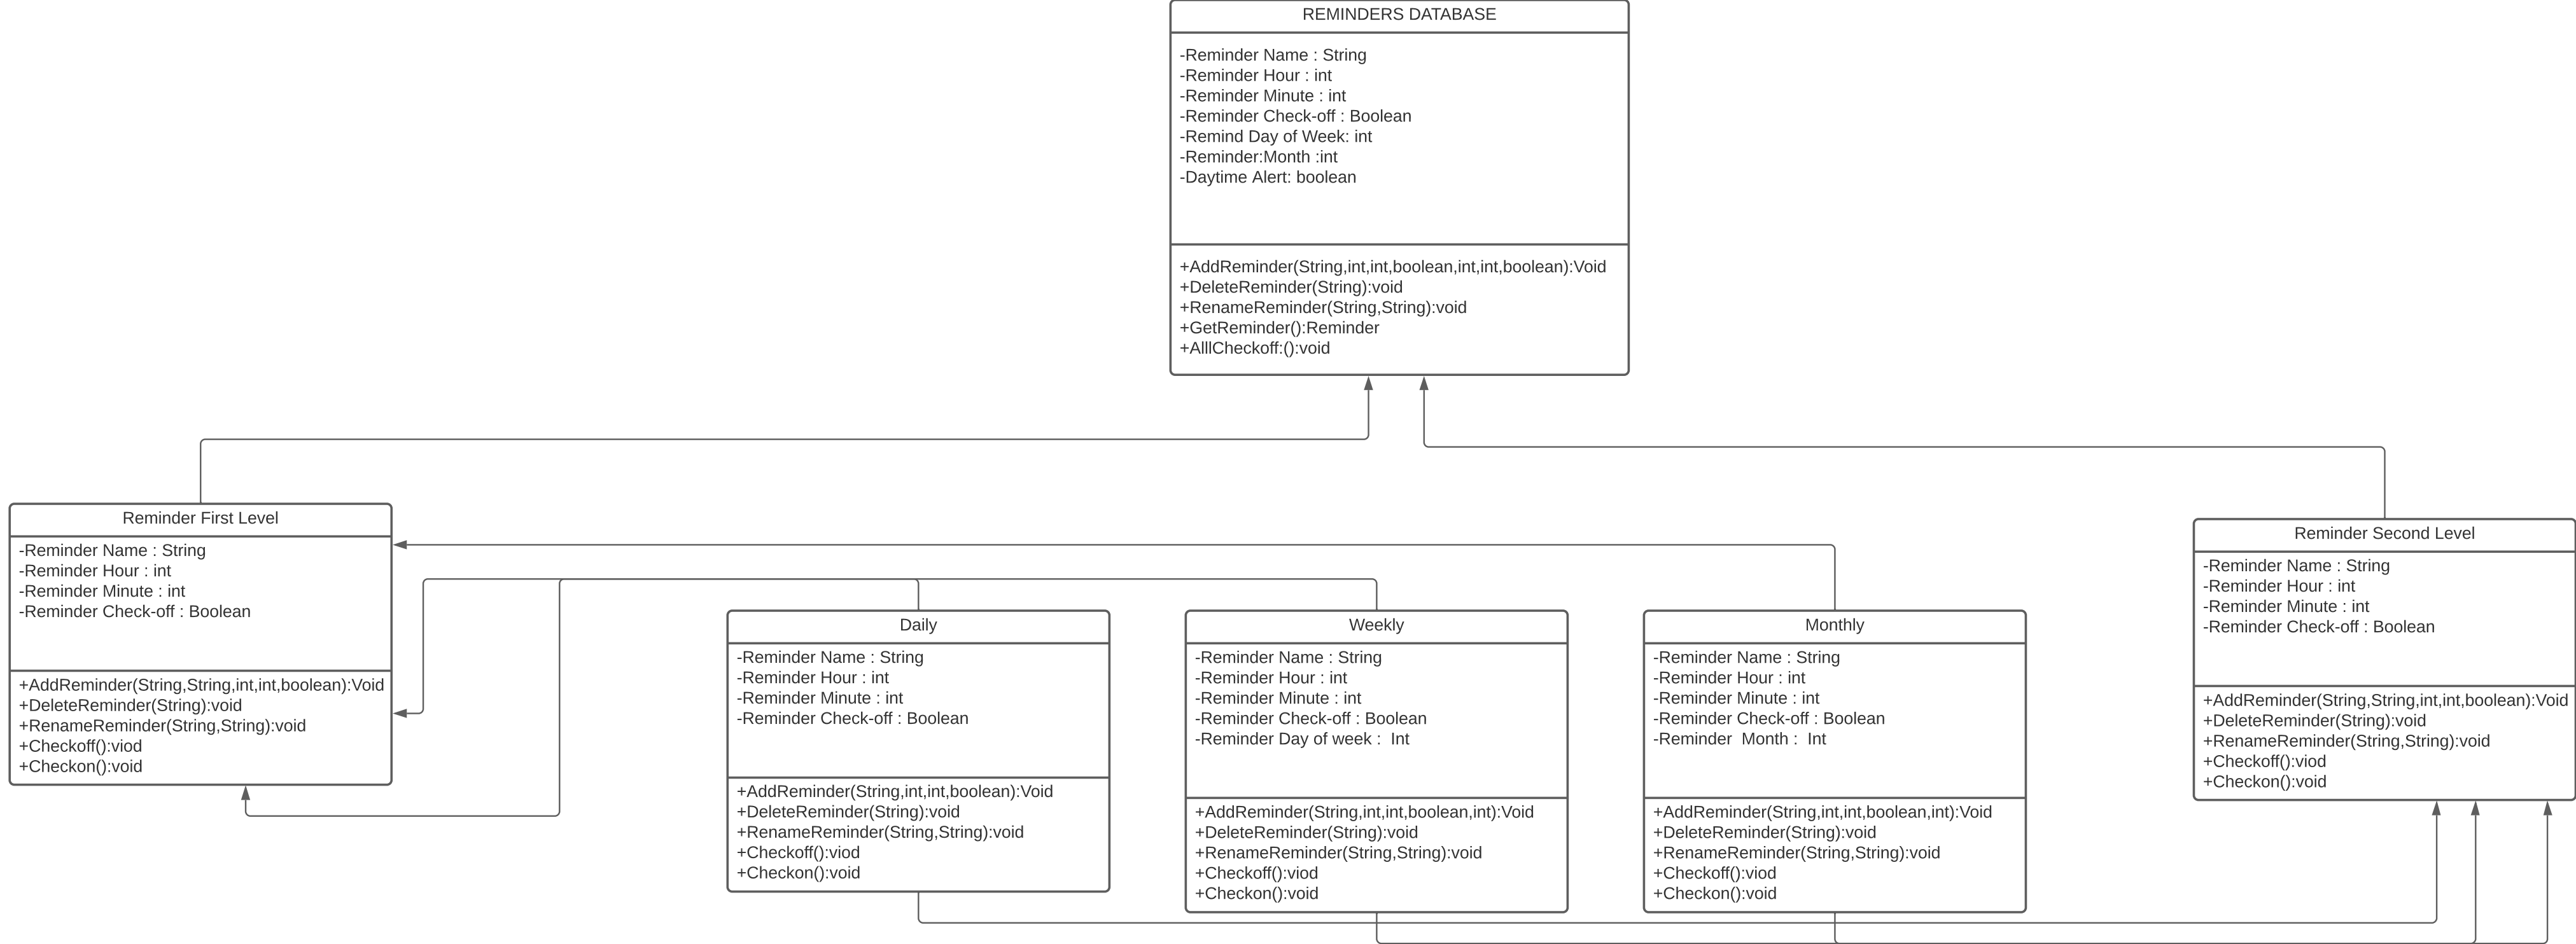 REMINDERS DATABASE
-Reminder Name : String
-Reminder Hour : int
-Reminder Minute : int
-Reminder Check-off : Boolean
-Remind Day of Week: int
-Reminder:Month :int
-Daytime Alert: boolean
+AddReminder(String,int,int,boolean,int,int,boolean):Void
+DeleteReminder(String):void
+RenameReminder(String,String):void
+GetReminder():Reminder
+AlllCheckoff:():void
Reminder First Level
-Reminder Name : String
-Reminder Hour : int
-Reminder Minute : int
-Reminder Check-off : Boolean
+AddReminder(String,String,int,int,boolean):Void
+DeleteReminder(String):void
+RenameReminder(String,String):void
+Checkoff():viod
+Checkon():void
Daily
-Reminder Name : String
-Reminder Hour : int
-Reminder Minute : int
-Reminder Check-off : Boolean
+AddReminder(String,int,int,boolean):Void
+DeleteReminder(String):void
+RenameReminder(String,String):void
+Checkoff():viod
+Checkon():void
Weekly
-Reminder Name : String
-Reminder Hour : int
-Reminder Minute : int
-Reminder Check-off : Boolean
-Reminder Day of week :  Int
+AddReminder(String,int,int,boolean,int):Void
+DeleteReminder(String):void
+RenameReminder(String,String):void
+Checkoff():viod
+Checkon():void
Monthly
-Reminder Name : String
-Reminder Hour : int
-Reminder Minute : int
-Reminder Check-off : Boolean
-Reminder  Month :  Int
+AddReminder(String,int,int,boolean,int):Void
+DeleteReminder(String):void
+RenameReminder(String,String):void
+Checkoff():viod
+Checkon():void
Reminder Second Level
-Reminder Name : String
-Reminder Hour : int
-Reminder Minute : int
-Reminder Check-off : Boolean
+AddReminder(String,String,int,int,boolean):Void
+DeleteReminder(String):void
+RenameReminder(String,String):void
+Checkoff():viod
+Checkon():void